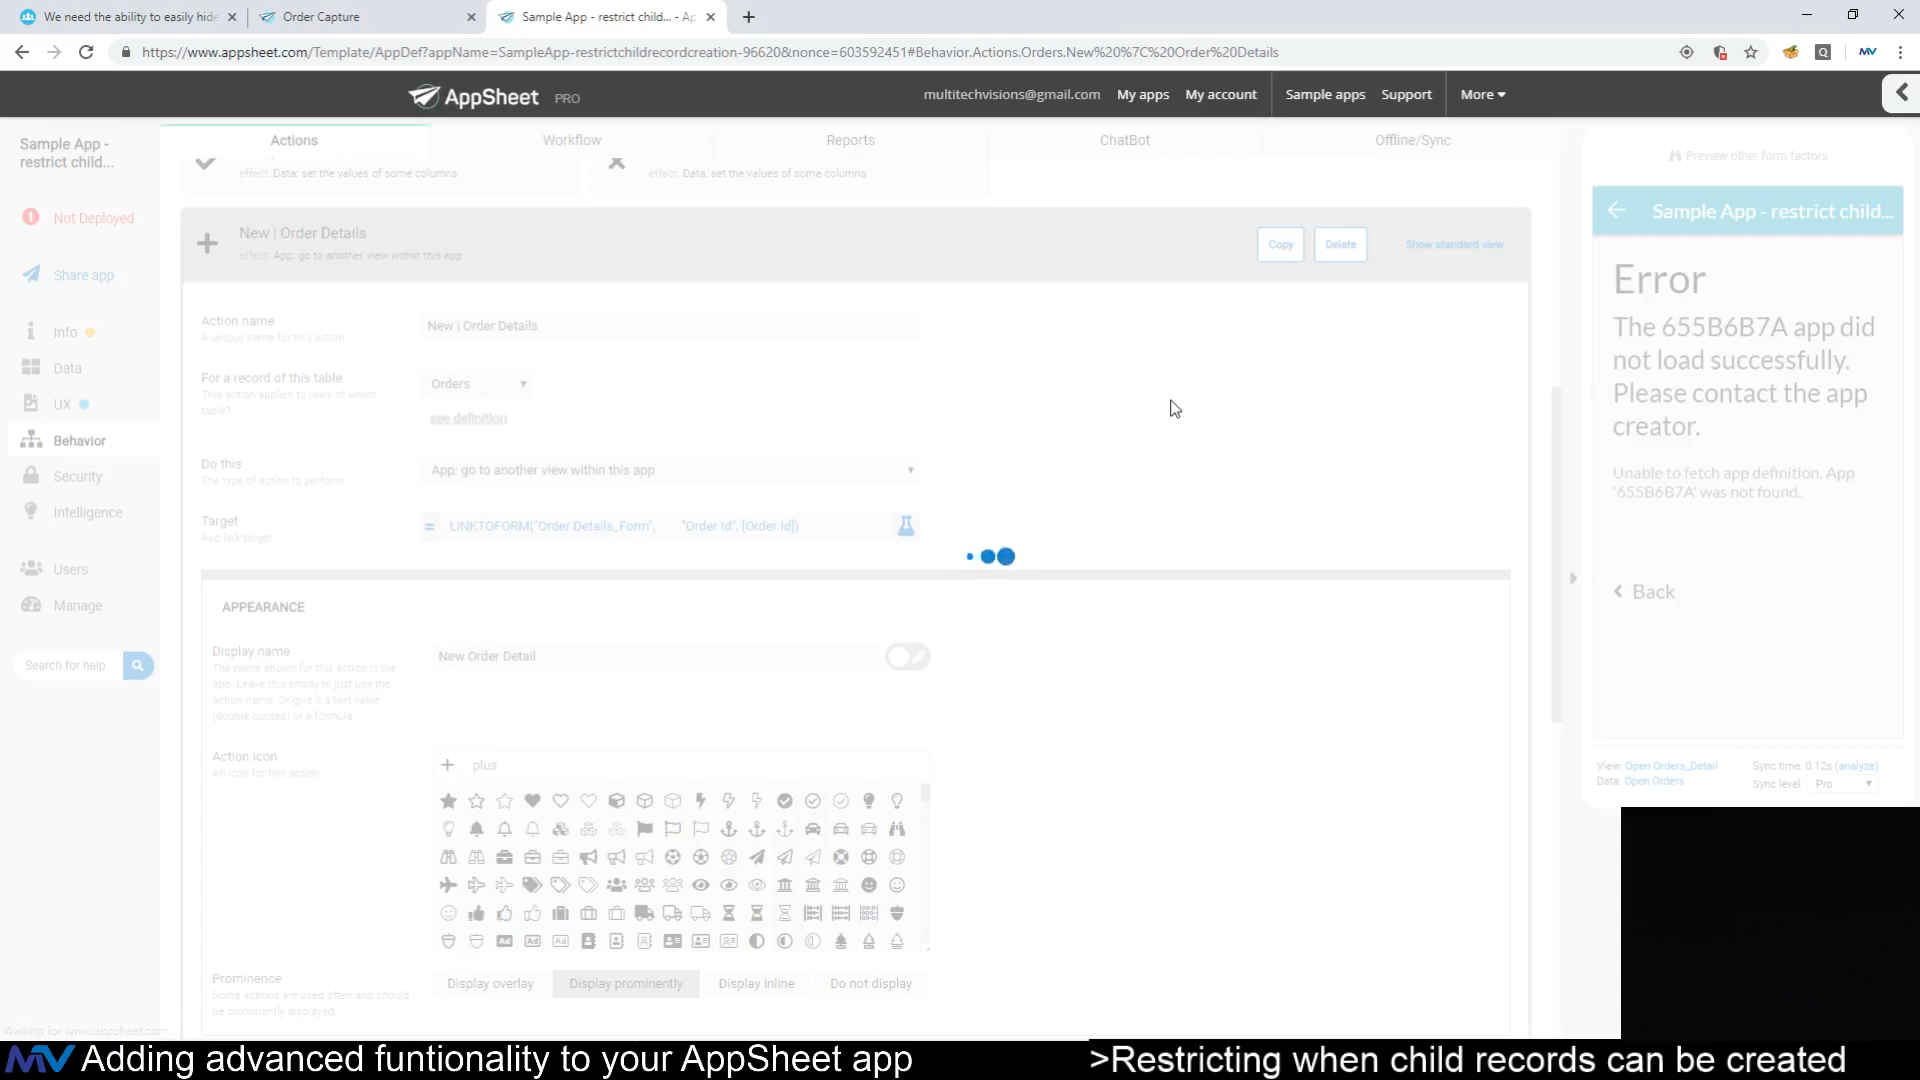 We need the ability to easily hide
Order Capture
Sample App - restrict child... - Ap
https://www.appsheet.com/Template/AppDef?appName=SampleApp-restrictchildrecordcreation-96620&nonce=603592451#Behavior.Actions.Orders.New%20%7C%20Order%20Details
AppSheet PRO
multitechvisions@gmail.com My apps My account Sample apps Support More
Sample App - restrict child...
Actions Workflow Reports ChatBot Offline/Sync
Preview other form factors
effect: Data: set the values of some columns
effect: Data: set the values of some columns
Not Deployed
Share app
Info
Data
UX
Behavior
Security
Intelligence
Users
Manage
Search for help
New | Order Details
effect: App: go to another view within this app
Copy Delete Show standard view
Action name
A unique name for this action
New | Order Details
For a record of this table
This action applies to rows of which table?
Orders
see definition
Do this
The type of action to perform
App: go to another view within this app
Target
App link target
= LINKTOFORM("Order Details_Form", "Order Id", [Order Id])
APPEARANCE
Display name
The name shown for this action in the
app. Leave this empty to just use the
action name. Or give it a text value
(double quoted) or a formula.
New Order Detail
Action icon
An icon for this action
plus
Prominence
Some actions are used often and should
be prominently displayed.
Display overlay Display prominently Display inline Do not display
Sample App - restrict child...
Error
The 655B6B7A app did
not load successfully.
Please contact the app
creator.
Unable to fetch app definition. App
'655B6B7A' was not found.
Back
View: Open Orders_Detail
Data: Open Orders
Sync time: 0.12s (analyze)
Sync level: Pro
Waiting for www.appsheet.com...
MV Adding advanced funtionality to your AppSheet app
>Restricting when child records can be created